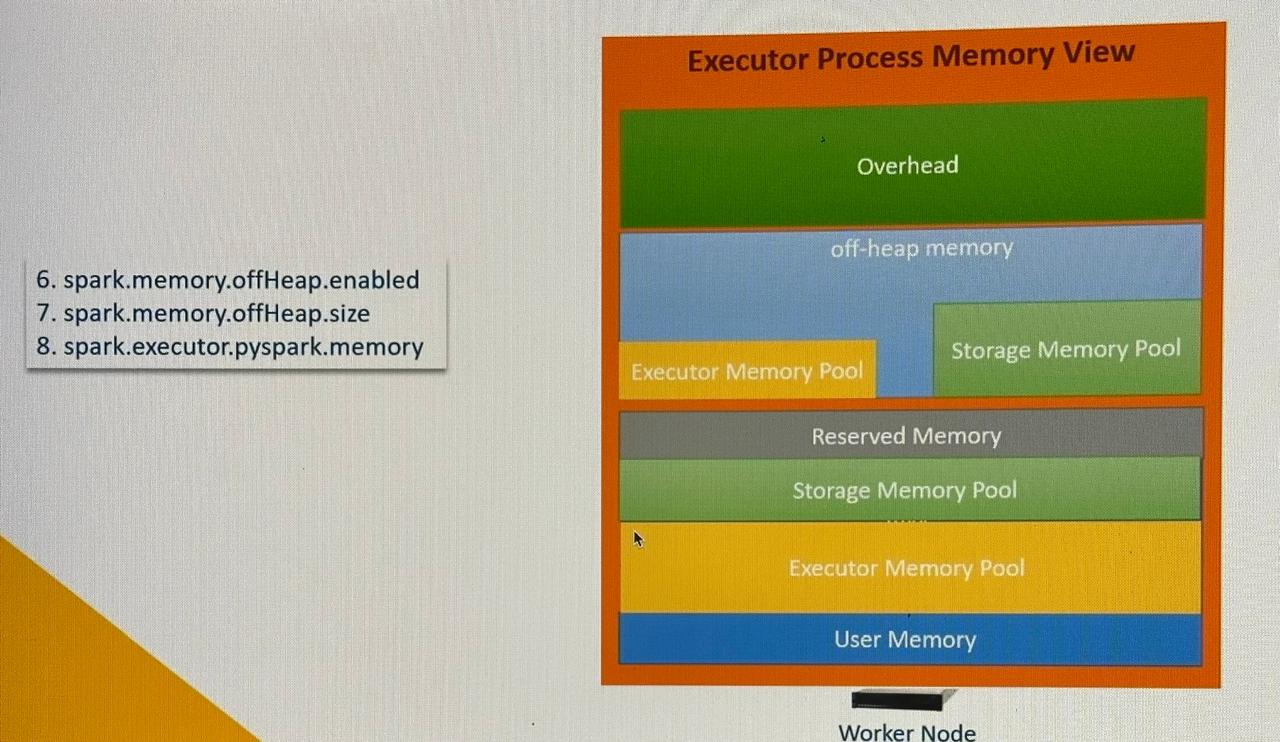 Executor Process Memory View
Overhead
off-heap memory
Storage Memory Pool
Executor Memory Pool
Reserved Memory
Storage Memory Pool
Executor Memory Pool
User Memory
Worker Node
6. spark.memory.offHeap.enabled
7. spark.memory.offHeap.size
8. spark.executor.pyspark.memory